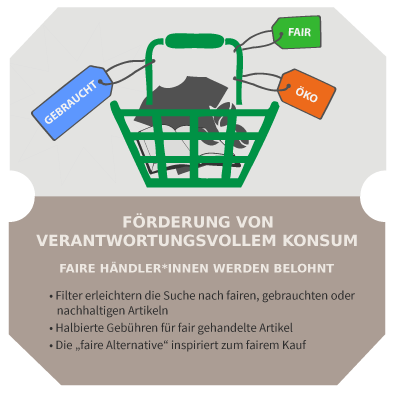 FAIR
GEBRAUCHT
ÖKO
FÖRDERUNG VON
VERANTWORTUNGSVOLLEM KONSUM
FAIRE HÄNDLER*INNEN WERDEN BELOHNT
• Filter erleichtern die Suche nach fairen, gebrauchten oder
nachhaltigen Artikeln
• Halbierte Gebühren für fair gehandelte Artikel
• Die „faire Alternative“ inspiriert zum fairem Kauf